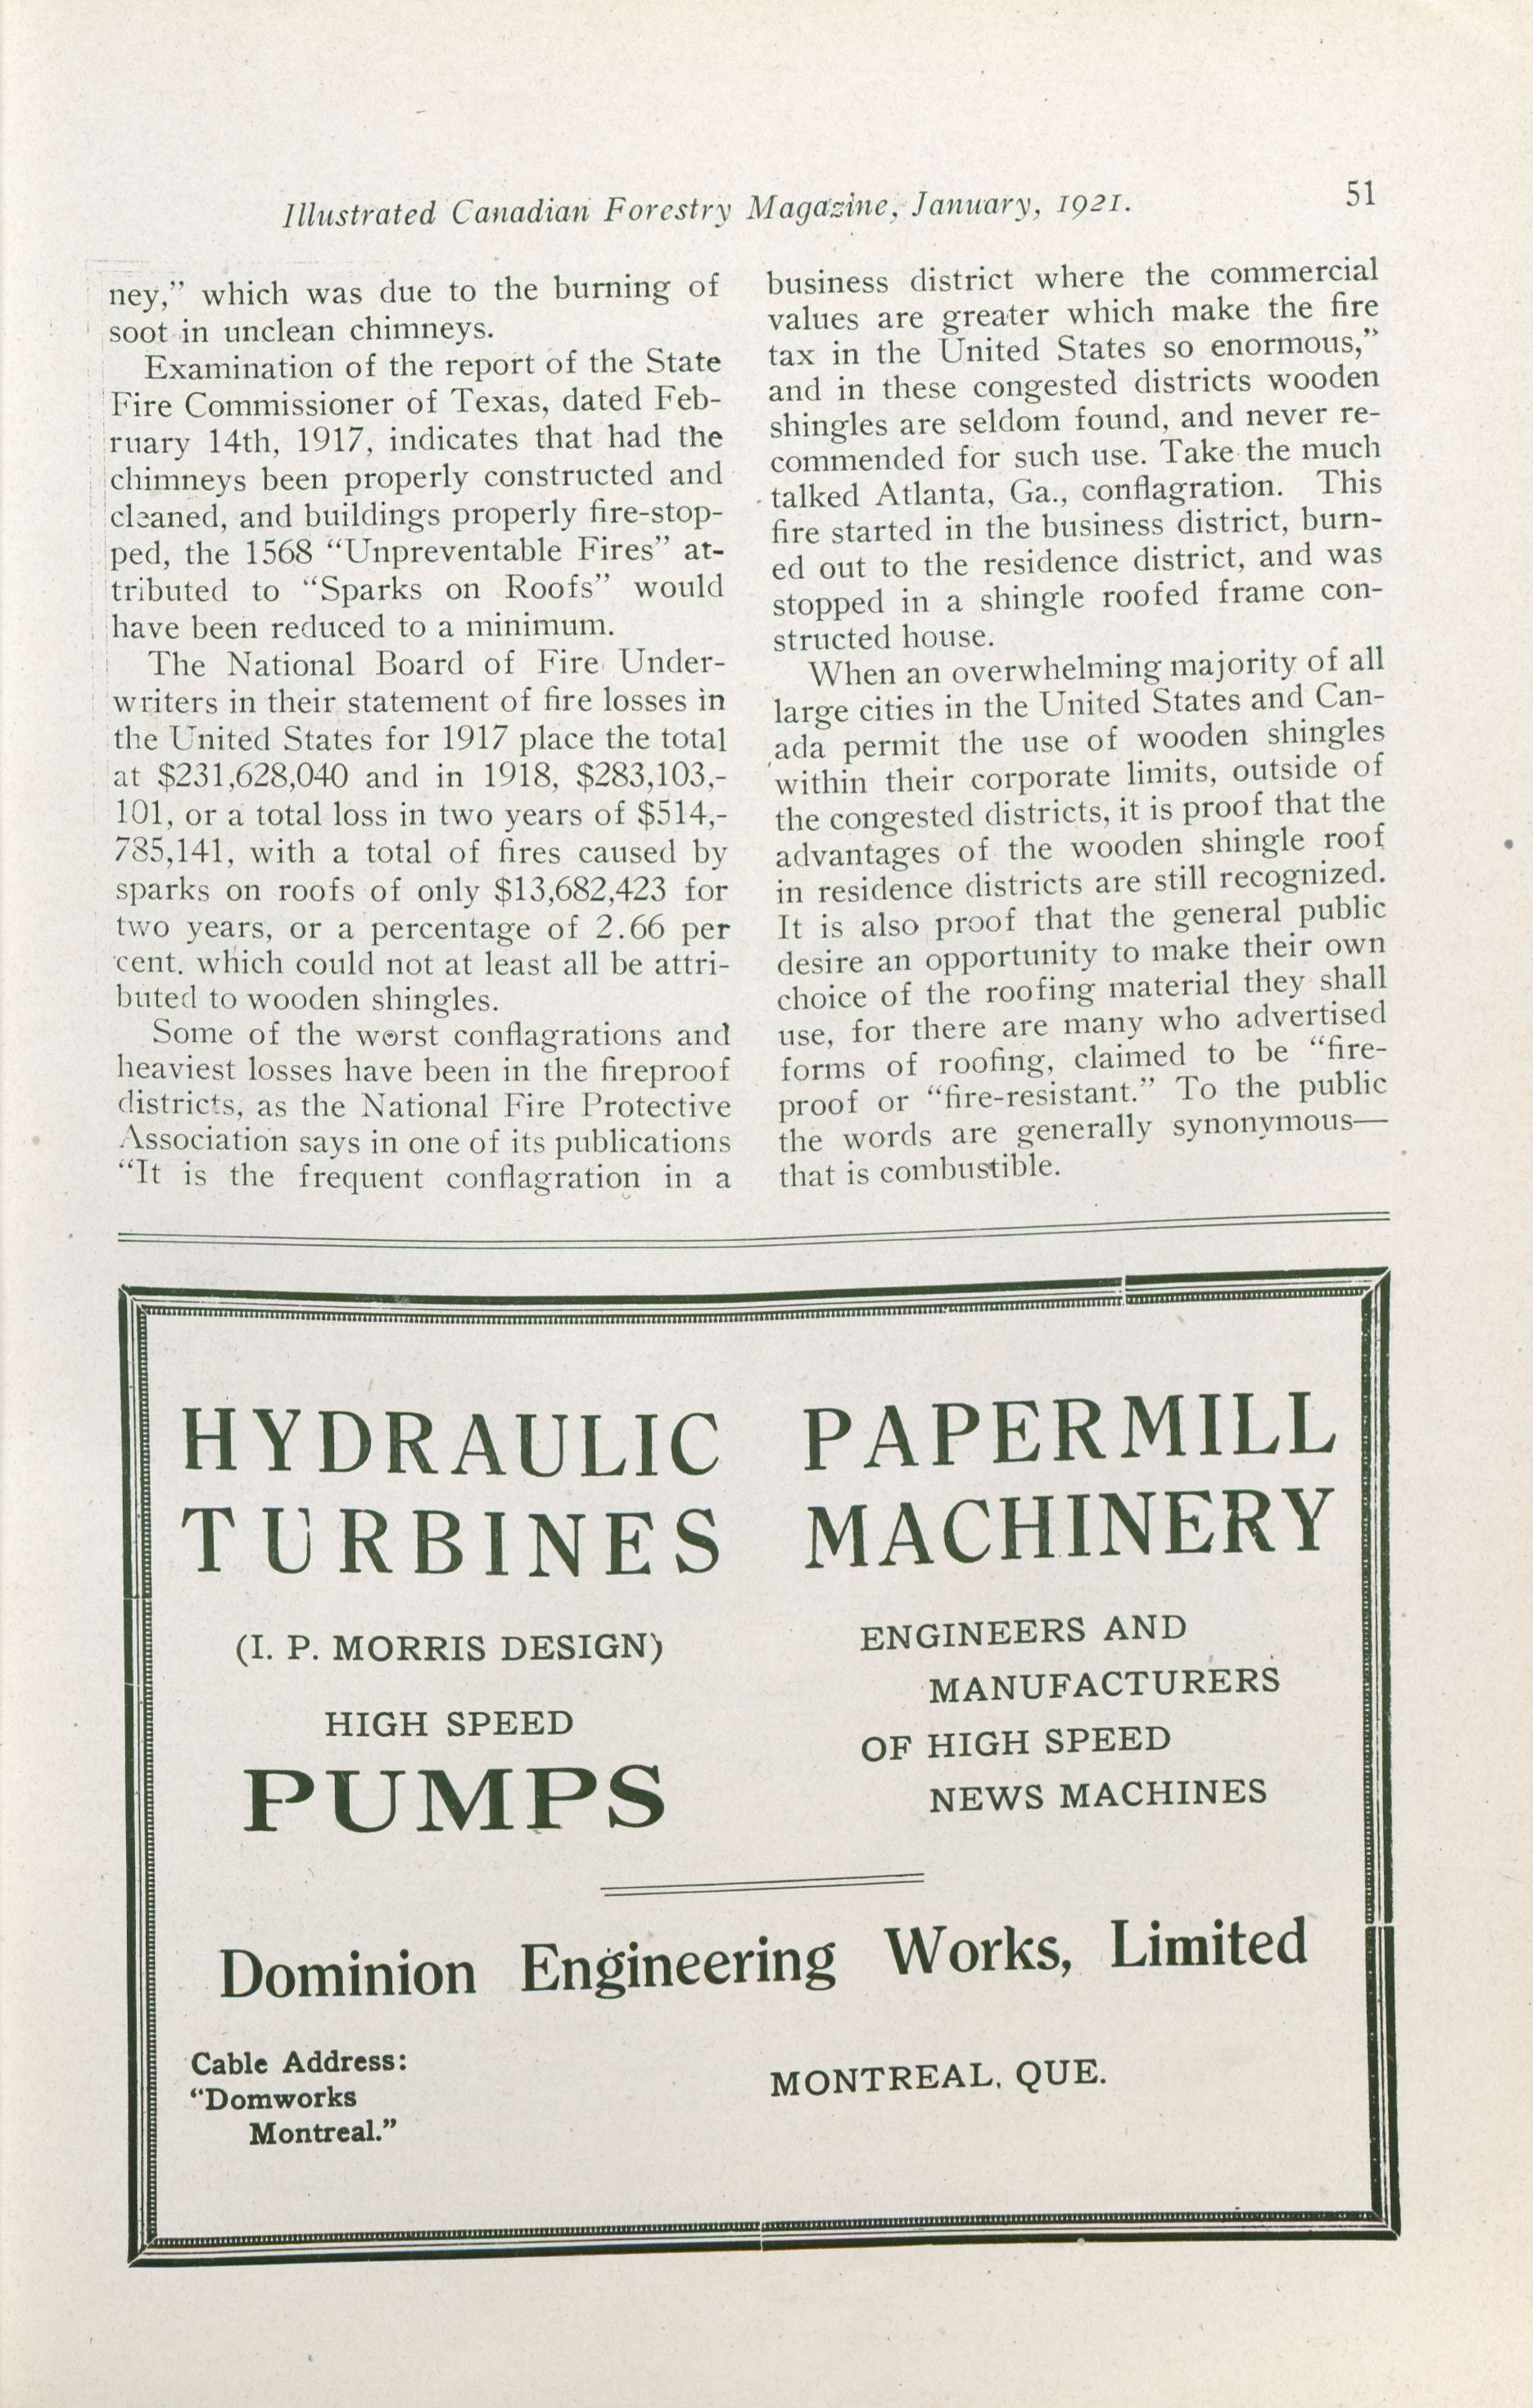 Illustrated Canadian Forestry Magazine, January, 1921.
51
ney," which was due to the burning of
soot in unclean chimneys.
Examination of the report of the State
Fire Commissioner of Texas, dated Feb-
ruary 14th, 1917, indicates that had the
chimneys been properly constructed and
cleaned, and buildings properly fire-stop-
ped, the 1568 "Unpreventable Fires" at-
tributed to "Sparks on Roofs" would
have been reduced to a minimum.
The National Board of Fire Under-
writers in their statement of fire losses in
the United States for 1917 place the total
at $231,628,040 and in 1918, $283,103,-
101, or a total loss in two years of $514,-
785,141, with a total of fires caused by
sparks on roofs of only $13,682,423 for
two years, or a percentage of 2.66 per
cent. which could not at least all be attri-
buted to wooden shingles.
Some of the worst conflagrations and
heaviest losses have been in the fireproof
districts, as the National Fire Protective
Association says in one of its publications
"It is the frequent conflagration in a
business district where the commercial
values are greater which make the fire
tax in the United States so enormous,"
and in these congested districts wooden
shingles are seldom found, and never re-
commended for such use. Take the much
talked Atlanta, Ga., conflagration. This
fire started in the business district, burn-
ed out to the residence district, and was
stopped in a shingle roofed frame con-
structed house.
When an overwhelming majority of all
large cities in the United States and Can-
ada permit the use of wooden shingles
within their corporate limits, outside of
the congested districts, it is proof that the
advantages of the wooden shingle roof
in residence districts are still recognized.
It is also proof that the general public
desire an opportunity to make their own
choice of the roofing material they shall
use, for there are many who advertised
forms of roofing, claimed to be "fire-
proof or "fire-resistant." To the public
the words are generally synonymous—
that is combustible.
HYDRAULIC
TURBINES
(I. P. MORRIS DESIGN)
HIGH SPEED
PUMPS
PAPERMILL
MACHINERY
ENGINEERS AND
MANUFACTURERS
OF HIGH SPEED
NEWS MACHINES
Dominion Engineering Works, Limited
Cable Address:
"Domworks
Montreal."
MONTREAL, QUE.